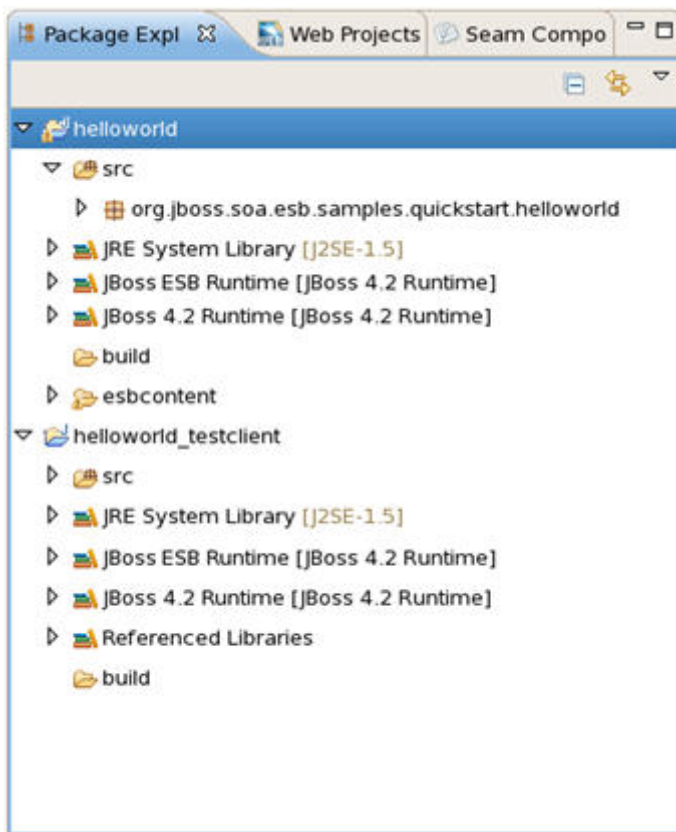 Package Expl Web Projects Seam Compo
helloworld
src
org.jboss.soa.esb.samples.quickstart.helloworld
JRE System Library [J2SE-1.5]
JBoss ESB Runtime [JBoss 4.2 Runtime]
JBoss 4.2 Runtime [JBoss 4.2 Runtime]
build
esbcontent
helloworld_testclient
src
JRE System Library [J2SE-1.5]
JBoss ESB Runtime [JBoss 4.2 Runtime]
JBoss 4.2 Runtime [JBoss 4.2 Runtime]
Referenced Libraries
build